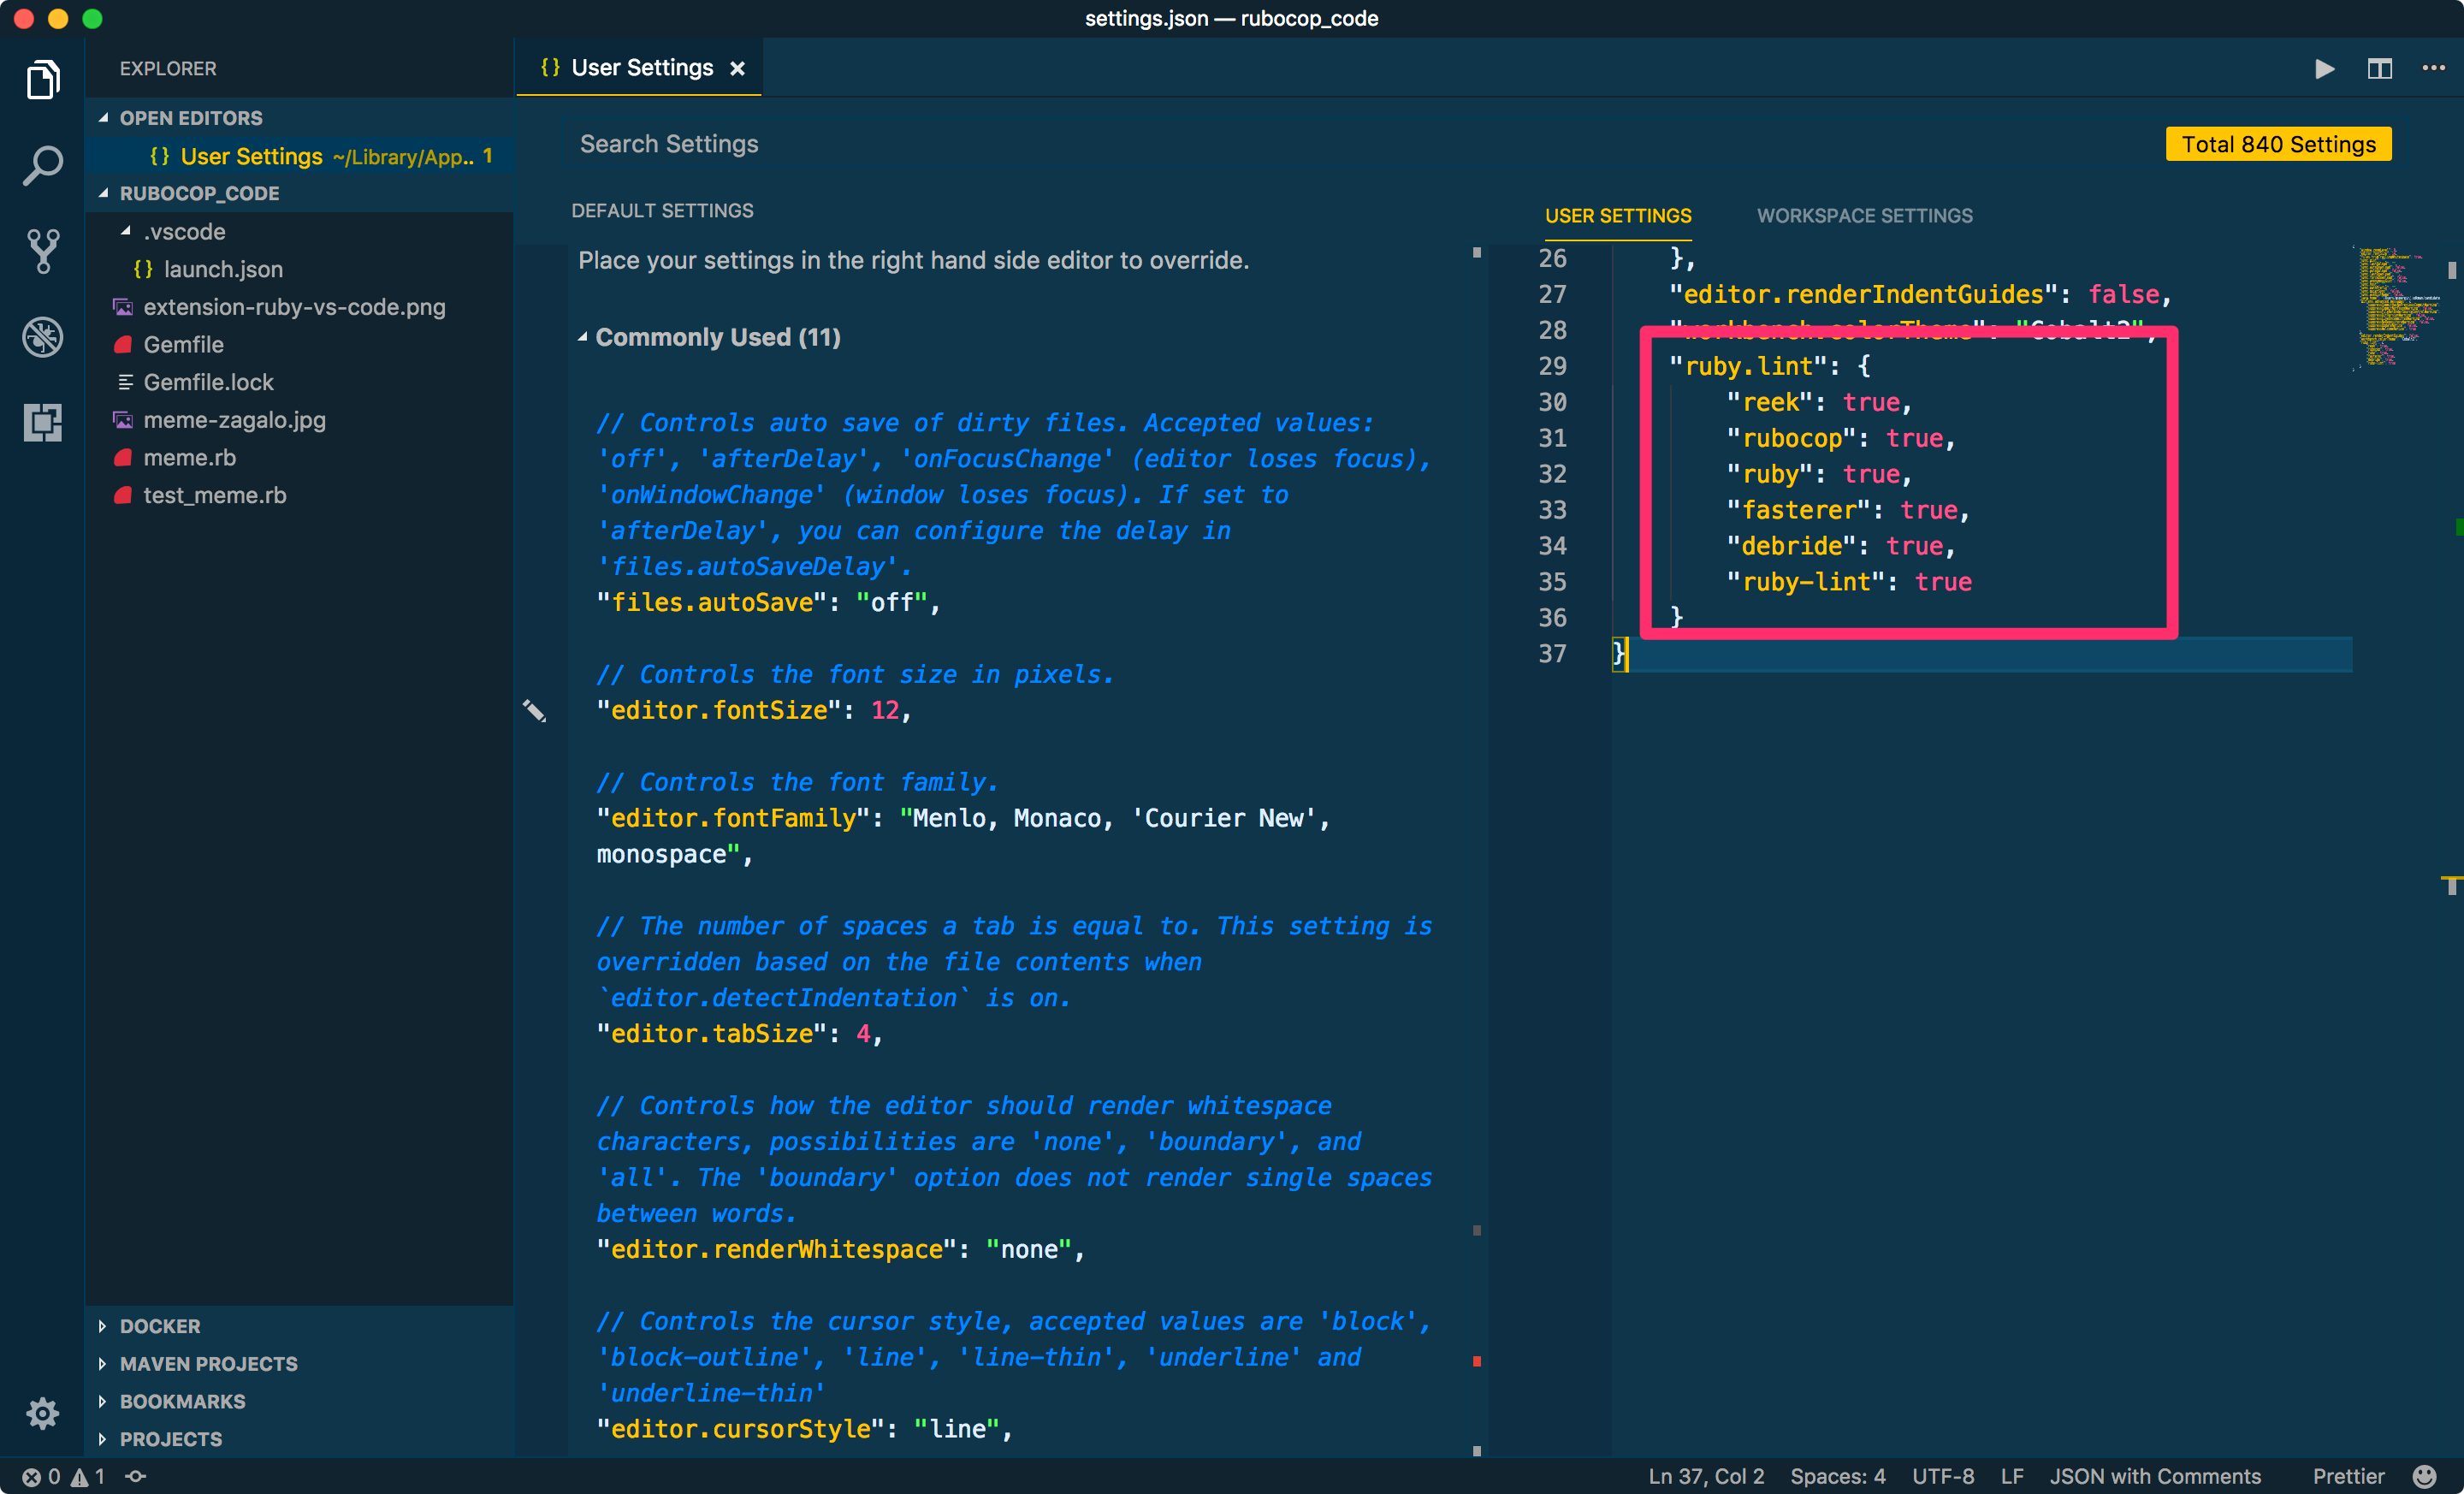 settings.json — rubocop_code
EXPLORER
OPEN EDITORS
{} User Settings ~/Library/App.. 1
RUBOCOP_CODE
.vscode
{} launch.json
extension-ruby-vs-code.png
Gemfile
Gemfile.lock
meme-zagalo.jpg
meme.rb
test_meme.rb
DOCKER
MAVEN PROJECTS
BOOKMARKS
PROJECTS
{} User Settings ×
Search Settings
Total 840 Settings
DEFAULT SETTINGS
Place your settings in the right hand side editor to override.
Commonly Used (11)
// Controls auto save of dirty files. Accepted values:
'off', 'afterDelay', 'onFocusChange' (editor loses focus),
'onWindowChange' (window loses focus). If set to
'afterDelay', you can configure the delay in
'files.autoSaveDelay'.
"files.autoSave": "off",
// Controls the font size in pixels.
"editor.fontSize": 12,
// Controls the font family.
"editor.fontFamily": "Menlo, Monaco, 'Courier New',
monospace",
// The number of spaces a tab is equal to. This setting is
overridden based on the file contents when
`editor.detectIndentation` is on.
"editor.tabSize": 4,
// Controls how the editor should render whitespace
characters, possibilities are 'none', 'boundary', and
'all'. The 'boundary' option does not render single spaces
between words.
"editor.renderWhitespace": "none",
// Controls the cursor style, accepted values are 'block',
'block-outline', 'line', 'line-thin', 'underline' and
'underline-thin'
"editor.cursorStyle": "line",
USER SETTINGS WORKSPACE SETTINGS
26 },
27 "editor.renderIndentGuides": false,
28 "workbench.colorTheme": "Cobalt2",
29 "ruby.lint": {
30 "reek": true,
31 "rubocop": true,
32 "ruby": true,
33 "fasterer": true,
34 "debride": true,
35 "ruby-lint": true
36 }
37 }
0 1
Ln 37, Col 2 Spaces: 4 UTF-8 LF JSON with Comments Prettier